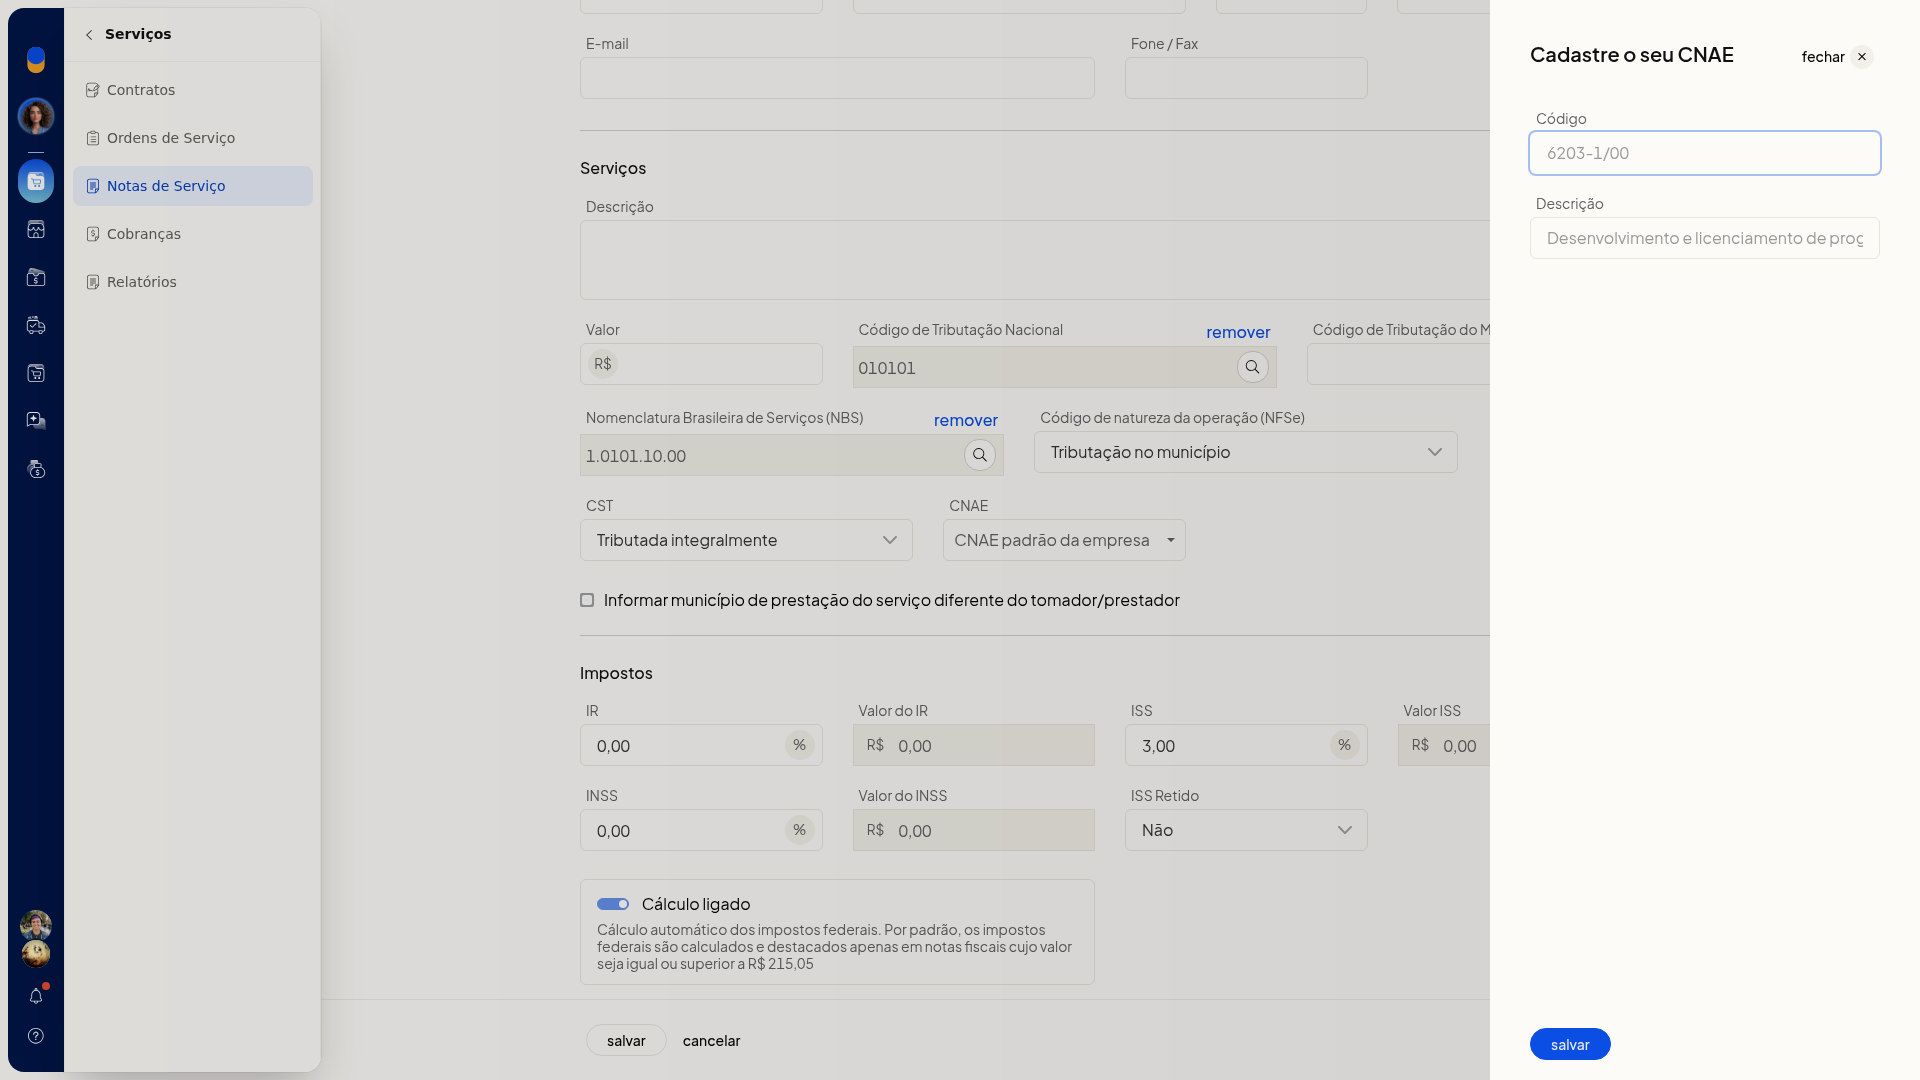 Serviços
Contratos
Ordens de Serviço
Notas de Serviço
Cobranças
Relatórios
E-mail
Fone / Fax
Serviços
Descrição
Valor
Código de Tributação Nacional
remover
Código de Tributação do M
R$
010101
Nomenclatura Brasileira de Serviços (NBS)
remover
Código de natureza da operação (NFSe)
1.0101.10.00
Tributação no município
CST
CNAE
Tributada integralmente
CNAE padrão da empresa
Informar município de prestação do serviço diferente do tomador/prestador
Impostos
IR
Valor do IR
ISS
Valor ISS
0,00 %
R$ 0,00
3,00 %
R$ 0,00
INSS
Valor do INSS
ISS Retido
0,00 %
R$ 0,00
Não
Cálculo ligado
Cálculo automático dos impostos federais. Por padrão, os impostos
federais são calculados e destacados apenas em notas fiscais cujo valor
seja igual ou superior a R$ 215,05
salvar
cancelar
Cadastre o seu CNAE
fechar
Código
6203-1/00
Descrição
Desenvolvimento e licenciamento de prog
salvar